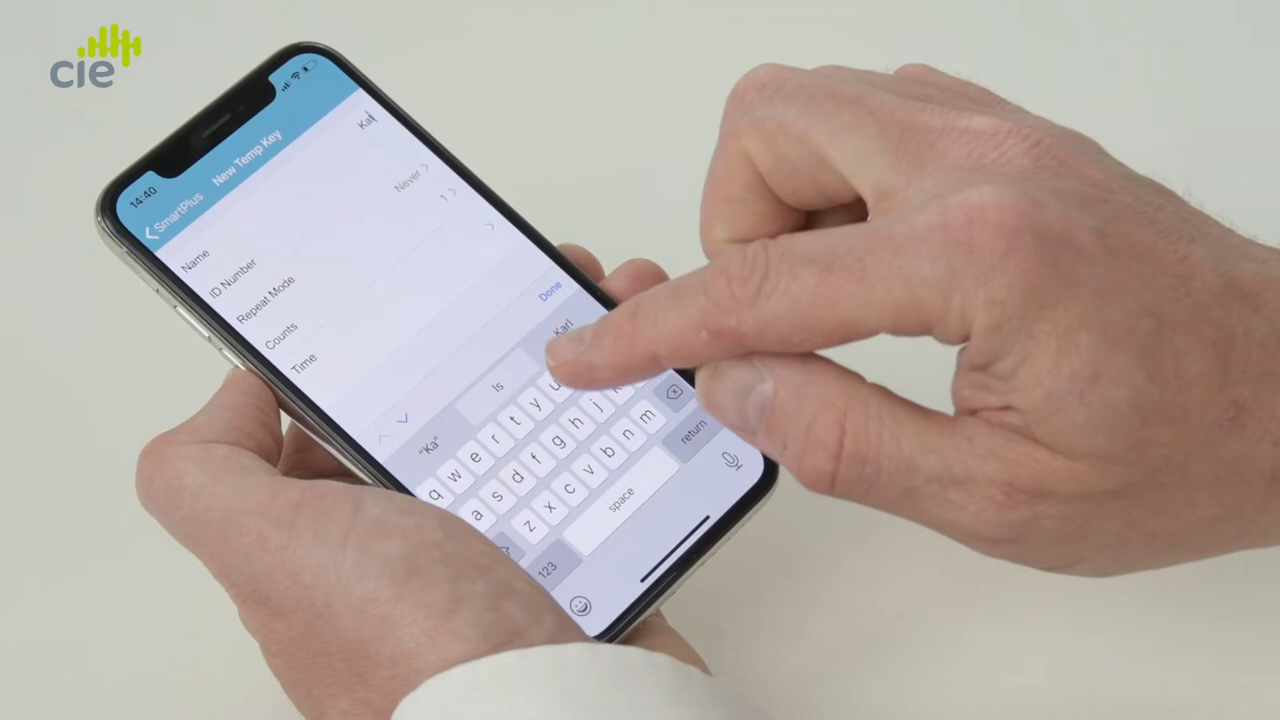 cie
14:40
SmartPlus
New Temp Key
Name
Ka
ID Number
Repeat Mode
Never
Counts
1
Time
Done
"Ka"
Is
Karl
q w e r t y u
a s d f g h j k
z x c v b n m
123
space
return